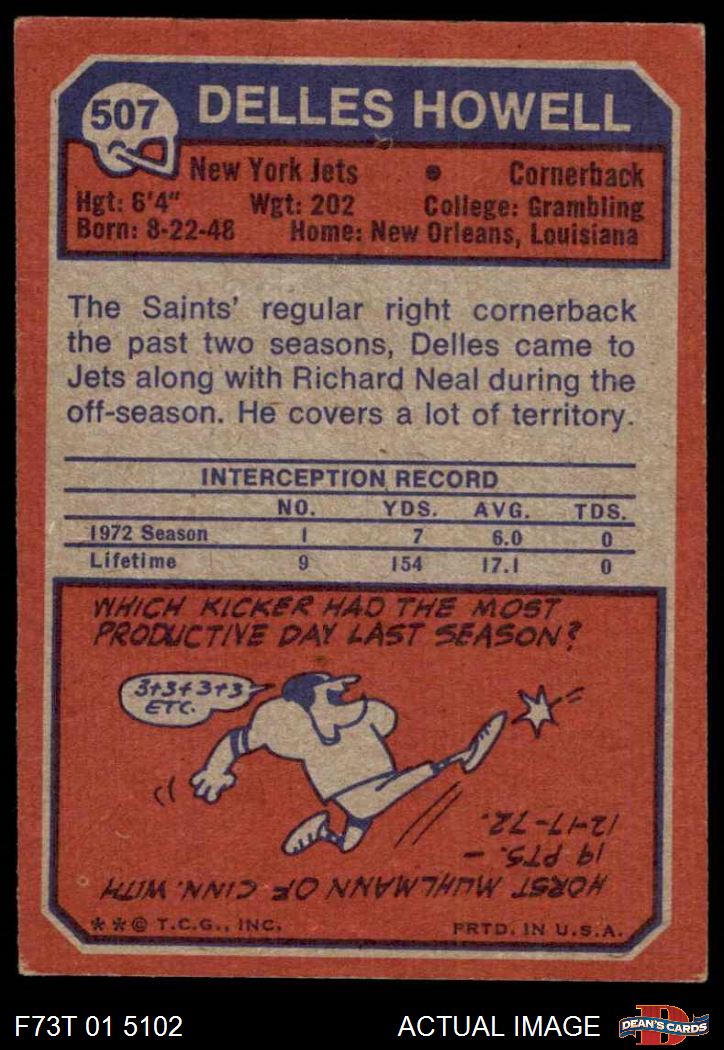 507 DELLES HOWELL
New York Jets • Cornerback
Hgt: 6'4" Wgt: 202 College: Grambling
Born: 8-22-48 Home: New Orleans, Louisiana
The Saints' regular right cornerback
the past two seasons, Delles came to
Jets along with Richard Neal during the
off-season. He covers a lot of territory.
INTERCEPTION RECORD
NO. YDS. AVG. TDS.
1972 Season 1 7 6.0 0
Lifetime 9 154 17.1 0
WHICH KICKER HAD THE MOST
PRODUCTIVE DAY LAST SEASON?
3+3+3+3
ETC.
HORST MUHLMANN OF CINN. WITH
19 PTS. –
12-17-72.
**© T.C.G., INC. PRTD. IN U.S.A.
F73T 01 5102 ACTUAL IMAGE D DEAN'S CARDS